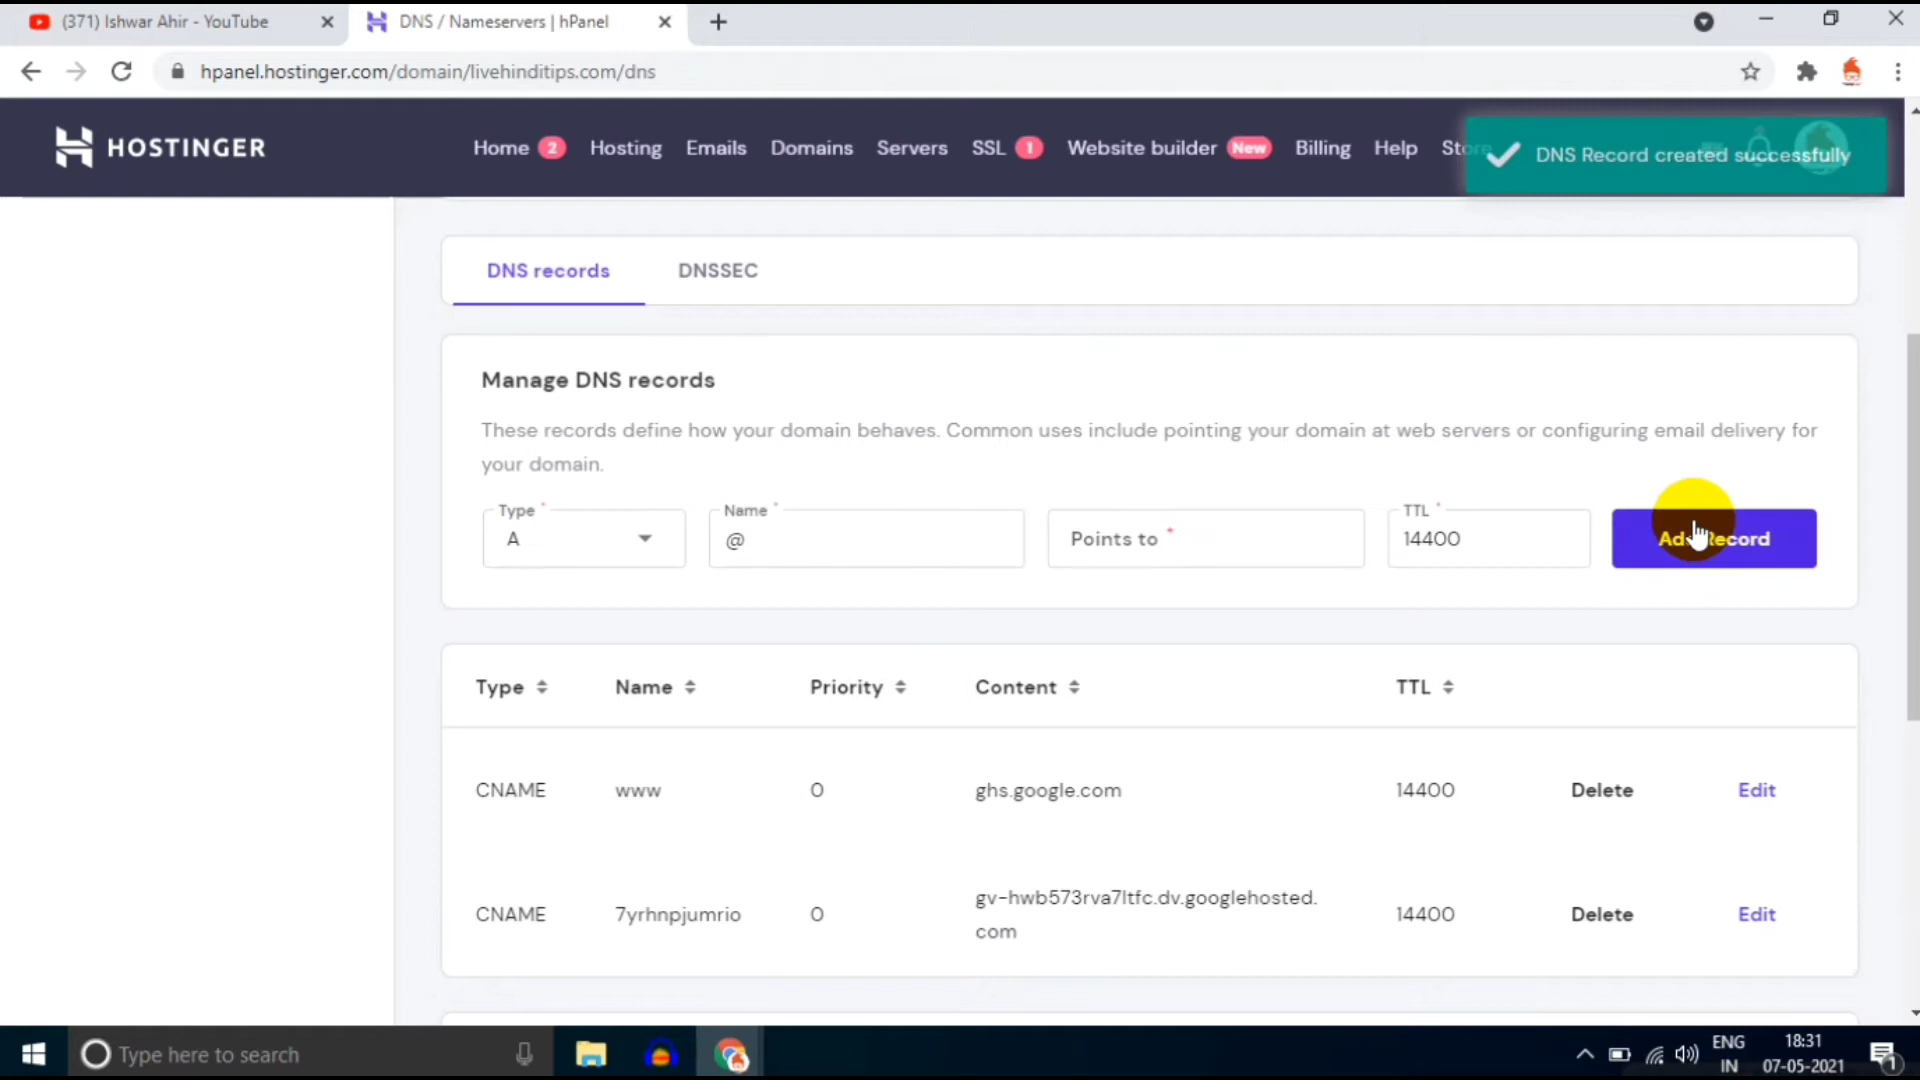 (371) Ishwar Ahir - YouTube
DNS / Nameservers | hPanel
hpanel.hostinger.com/domain/livehinditips.com/dns
HOSTINGER
Home 2 Hosting Emails Domains Servers SSL 1 Website builder New Billing Help Store
DNS Record created successfully
DNS records DNSSEC
Manage DNS records
These records define how your domain behaves. Common uses include pointing your domain at web servers or configuring email delivery for
your domain.
Type * Name * TTL *
A @ Points to * 14400 Add Record
Type Name Priority Content TTL
CNAME www 0 ghs.google.com 14400 Delete Edit
CNAME 7yrhnpjumrio 0 gv-hwb573rva7ltfc.dv.googlehosted.
com 14400 Delete Edit
Type here to search
ENG 18:31
IN 07-05-2021 1